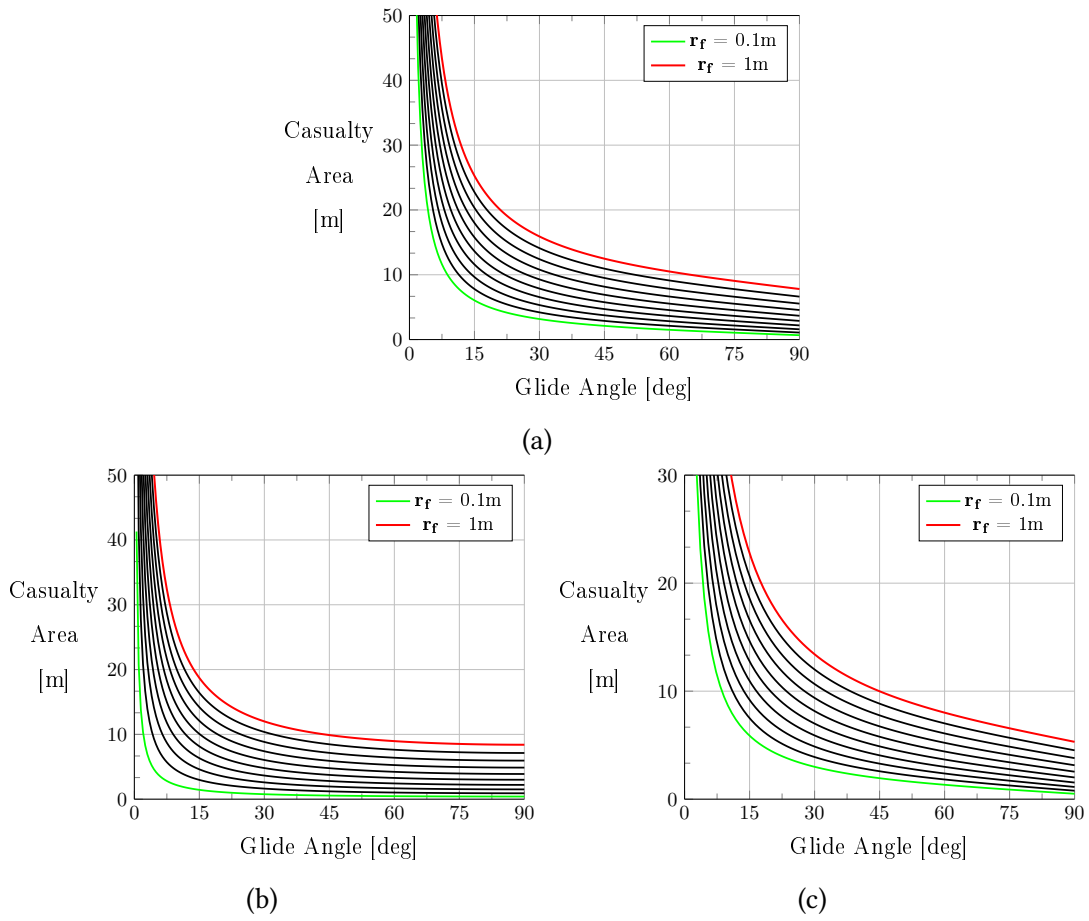 50
40
30
20
10
0
Casualty
Area
[m]
r_f = 0.1m
r_f = 1m
0 15 30 45 60 75 90
Glide Angle [deg]
(a)
50
40
30
20
10
0
Casualty
Area
[m]
r_f = 0.1m
r_f = 1m
0 15 30 45 60 75 90
Glide Angle [deg]
(b)
30
20
10
0
Casualty
Area
[m]
r_f = 0.1m
r_f = 1m
0 15 30 45 60 75 90
Glide Angle [deg]
(c)